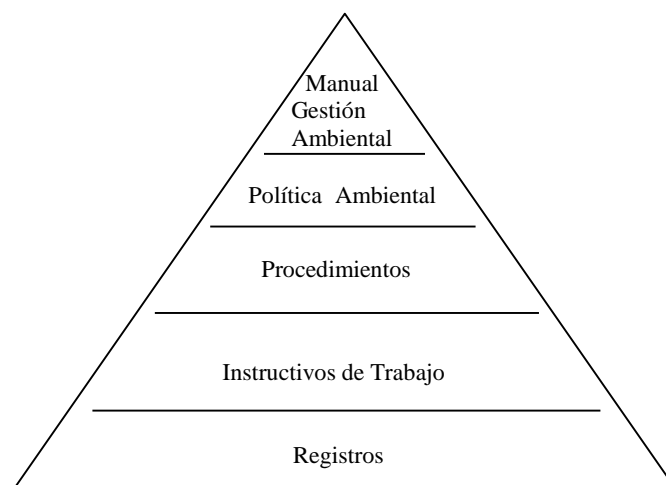 Manual
Gestión
Ambiental
Política Ambiental
Procedimientos
Instructivos de Trabajo
Registros